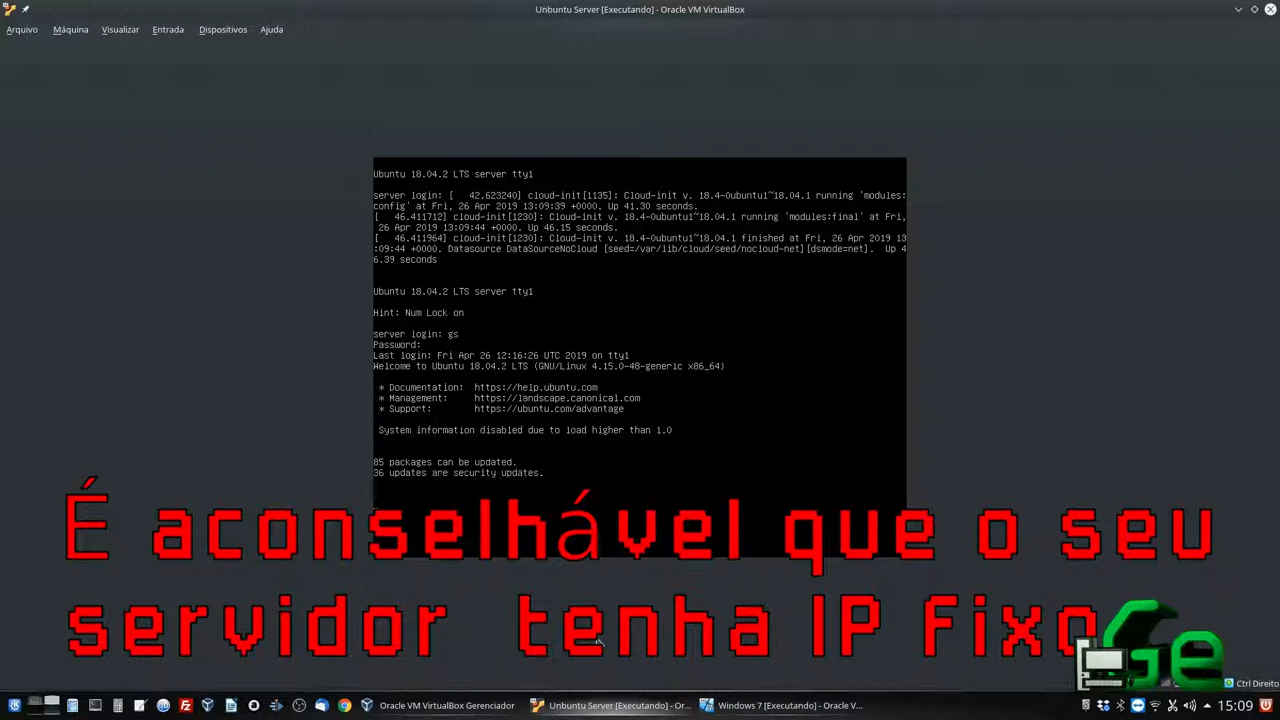 Unbuntu Server [Executando] - Oracle VM VirtualBox
Arquivo Máquina Visualizar Entrada Dispositivos Ajuda
Ubuntu 18.04.2 LTS server tty1
server login: [   42.623240] cloud-init[1135]: Cloud-init v. 18.4-0ubuntu1~18.04.1 running 'modules:
config' at Fri, 26 Apr 2019 13:09:39 +0000. Up 41.30 seconds.
[   46.411712] cloud-init[1230]: Cloud-init v. 18.4-0ubuntu1~18.04.1 running 'modules:final' at Fri,
26 Apr 2019 13:09:44 +0000. Up 46.15 seconds.
[   46.411964] cloud-init[1230]: Cloud-init v. 18.4-0ubuntu1~18.04.1 finished at Fri, 26 Apr 2019 13
:09:44 +0000. Datasource DataSourceNoCloud [seed=/var/lib/cloud/seed/nocloud-net][dsmode=net].  Up 4
6.39 seconds
Ubuntu 18.04.2 LTS server tty1
Hint: Num Lock on
server login: gs
Password:
Last login: Fri Apr 26 12:16:26 UTC 2019 on tty1
Welcome to Ubuntu 18.04.2 LTS (GNU/Linux 4.15.0-48-generic x86_64)
* Documentation:  https://help.ubuntu.com
* Management:     https://landscape.canonical.com
* Support:        https://ubuntu.com/advantage
System information disabled due to load higher than 1.0
85 packages can be updated.
36 updates are security updates.
É aconselhável que o seu
servidor tenha IP Fixo
Ge
Ctrl Direito
Oracle VM VirtualBox Gerenciador
Unbuntu Server [Executando] - Or...
Windows 7 [Executando] - Oracle V...
15:09